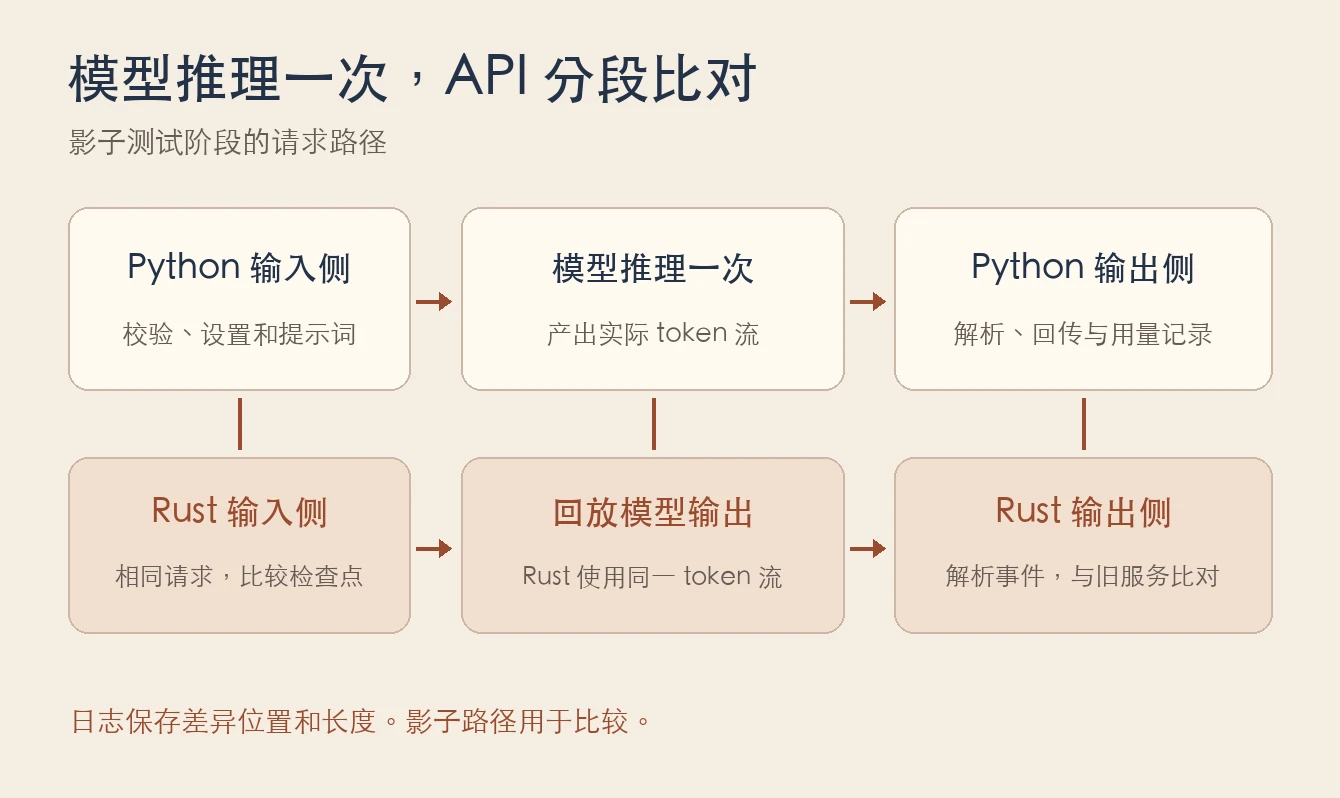 模型推理一次，API 分段比对
影子测试阶段的请求路径
Python 输入侧
校验、设置和提示词
模型推理一次
产出实际 token 流
Python 输出侧
解析、回传与用量记录
Rust 输入侧
相同请求，比较检查点
回放模型输出
Rust 使用同一 token 流
Rust 输出侧
解析事件，与旧服务比对
日志保存差异位置和长度。影子路径用于比较。